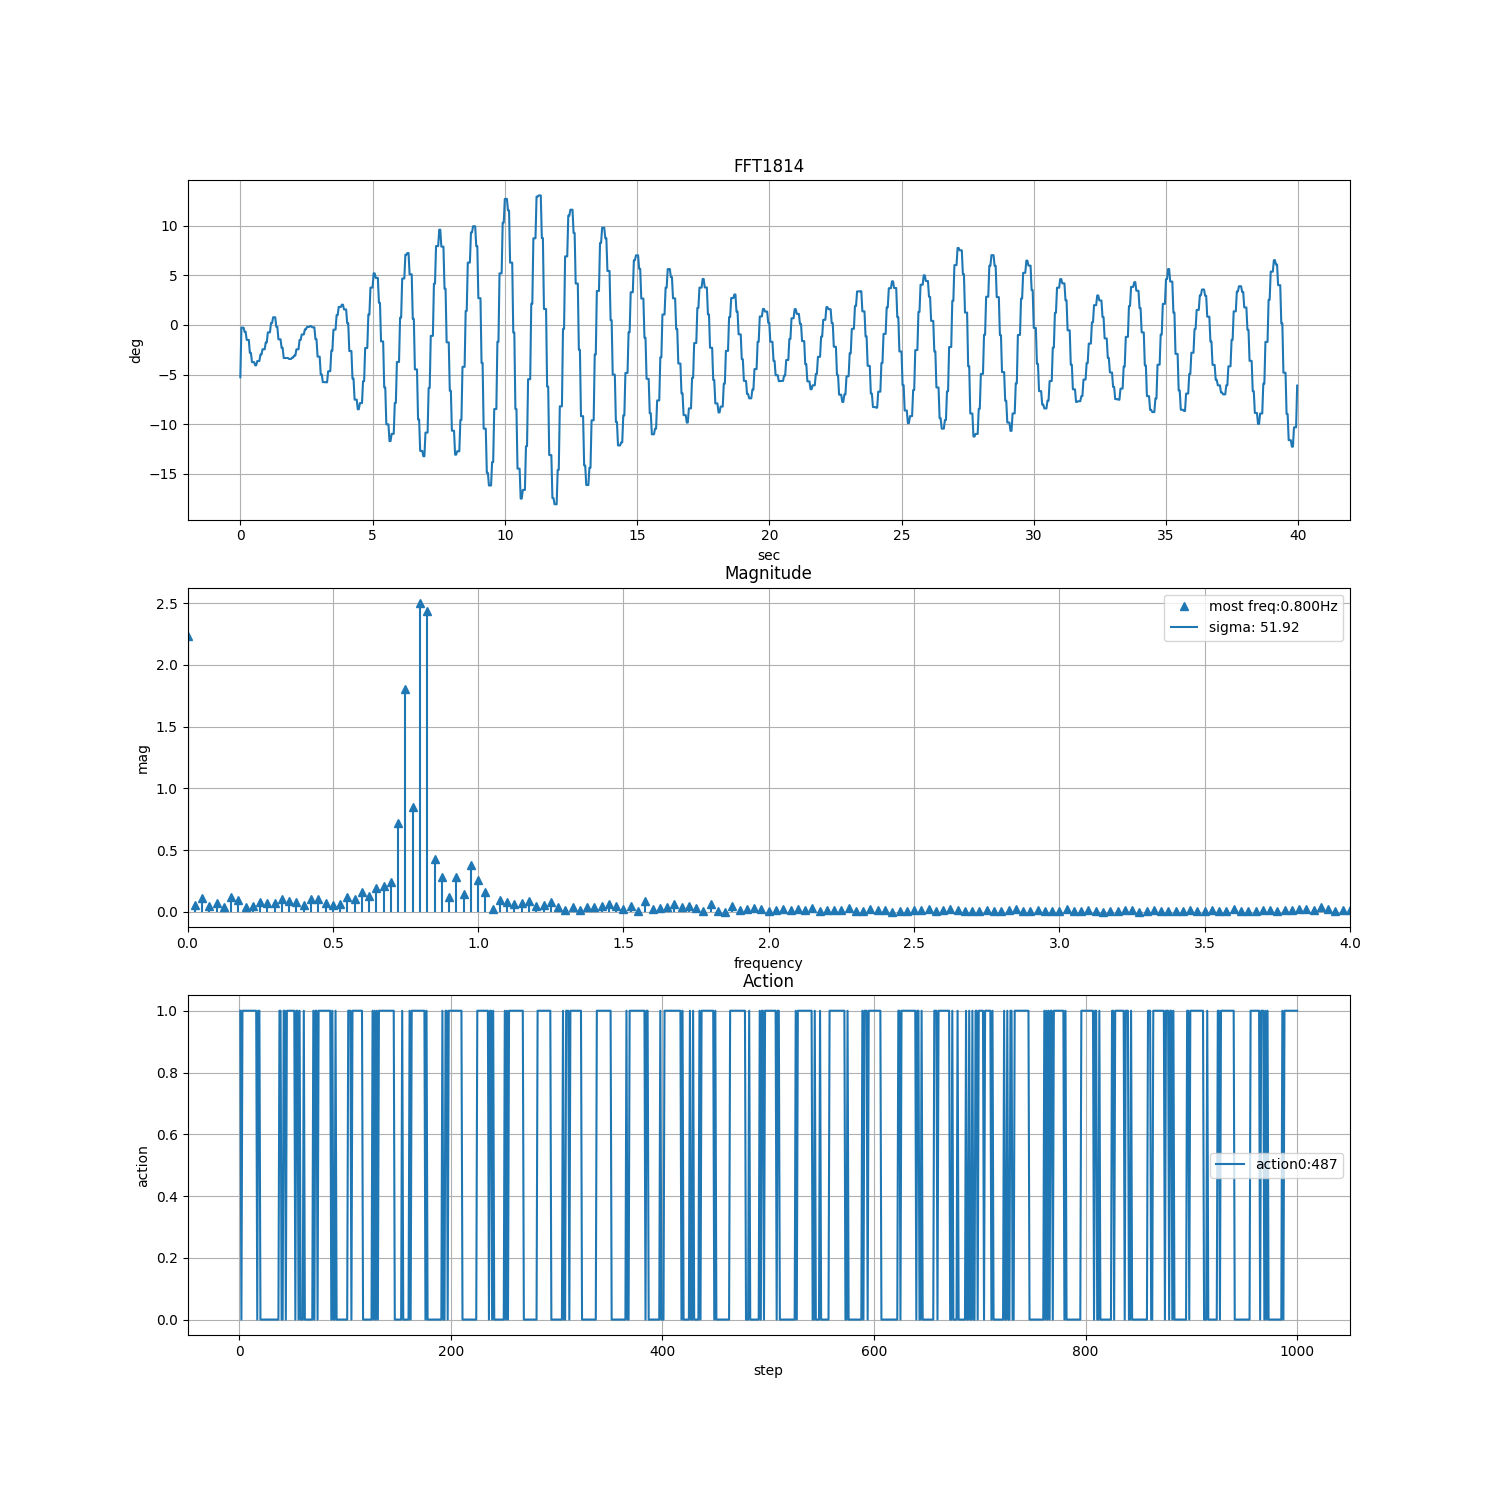 FFT1814
10
5
0
−5
−10
−15
deg
0 5 10 15 20 25 30 35 40
sec
Magnitude
2.5
2.0
1.5
1.0
0.5
0.0
mag
most freq:0.800Hz
sigma: 51.92
0.0 0.5 1.0 1.5 2.0 2.5 3.0 3.5 4.0
frequency
Action
1.0
0.8
0.6
0.4
0.2
0.0
action
action0:487
0 200 400 600 800 1000
step